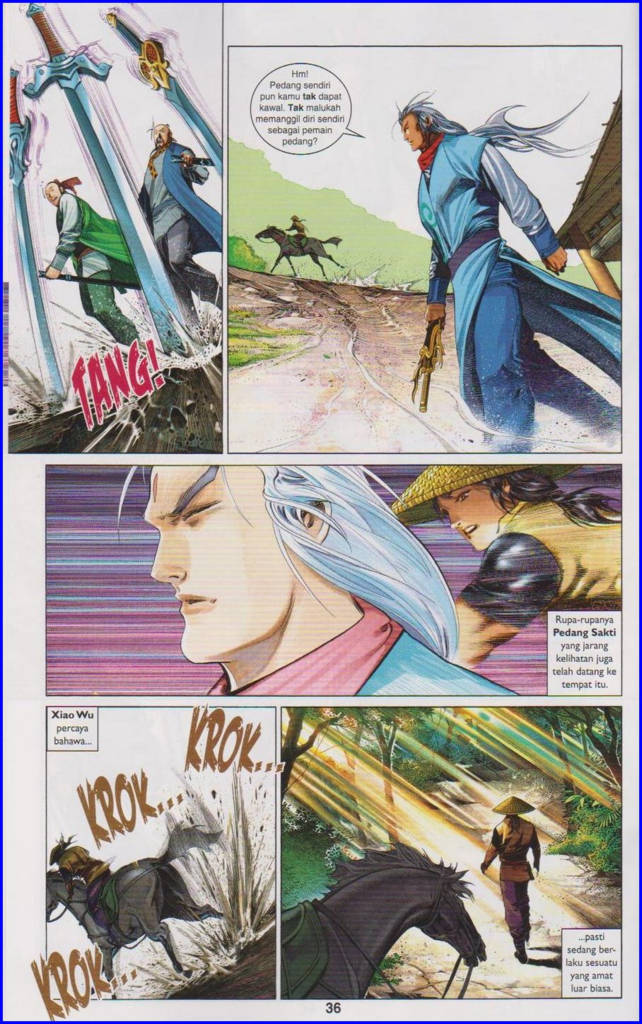 Hm!
Pedang sendiri
pun kamu tak dapat
kawal. Tak malukah
memanggil diri sendiri
sebagai pemain
pedang?
TANG!
Rupa-rupanya
Pedang Sakti
yang jarang
kelihatan juga
telah datang ke
tempat itu.
Xiao Wu
percaya
bahawa...
KROK...
KROK...
KROK...
...pasti
sedang ber-
laku sesuatu
yang amat
luar biasa.
36